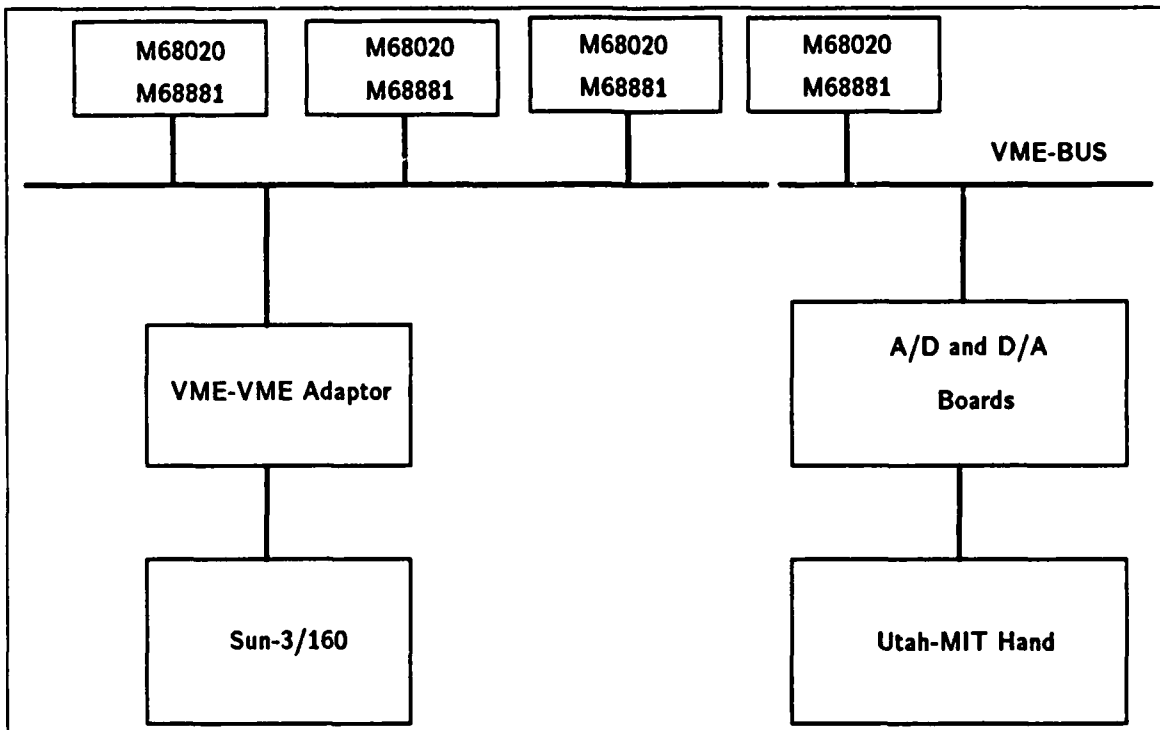 M68020
M68881
M68020
M68881
M68020
M68881
M68020
M68881
VME-BUS
VME-VME Adaptor
A/D and D/A
Boards
Sun-3/160
Utah-MIT Hand